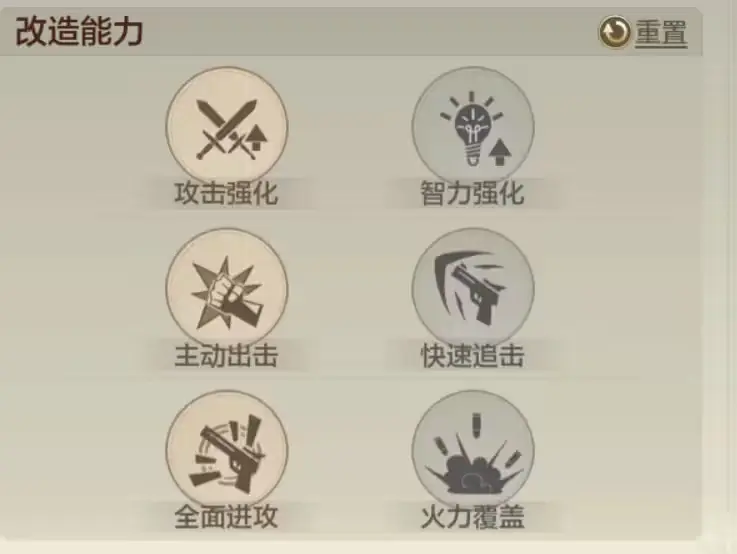 改造能力
重置
攻击强化
智力强化
主动出击
快速追击
全面进攻
火力覆盖